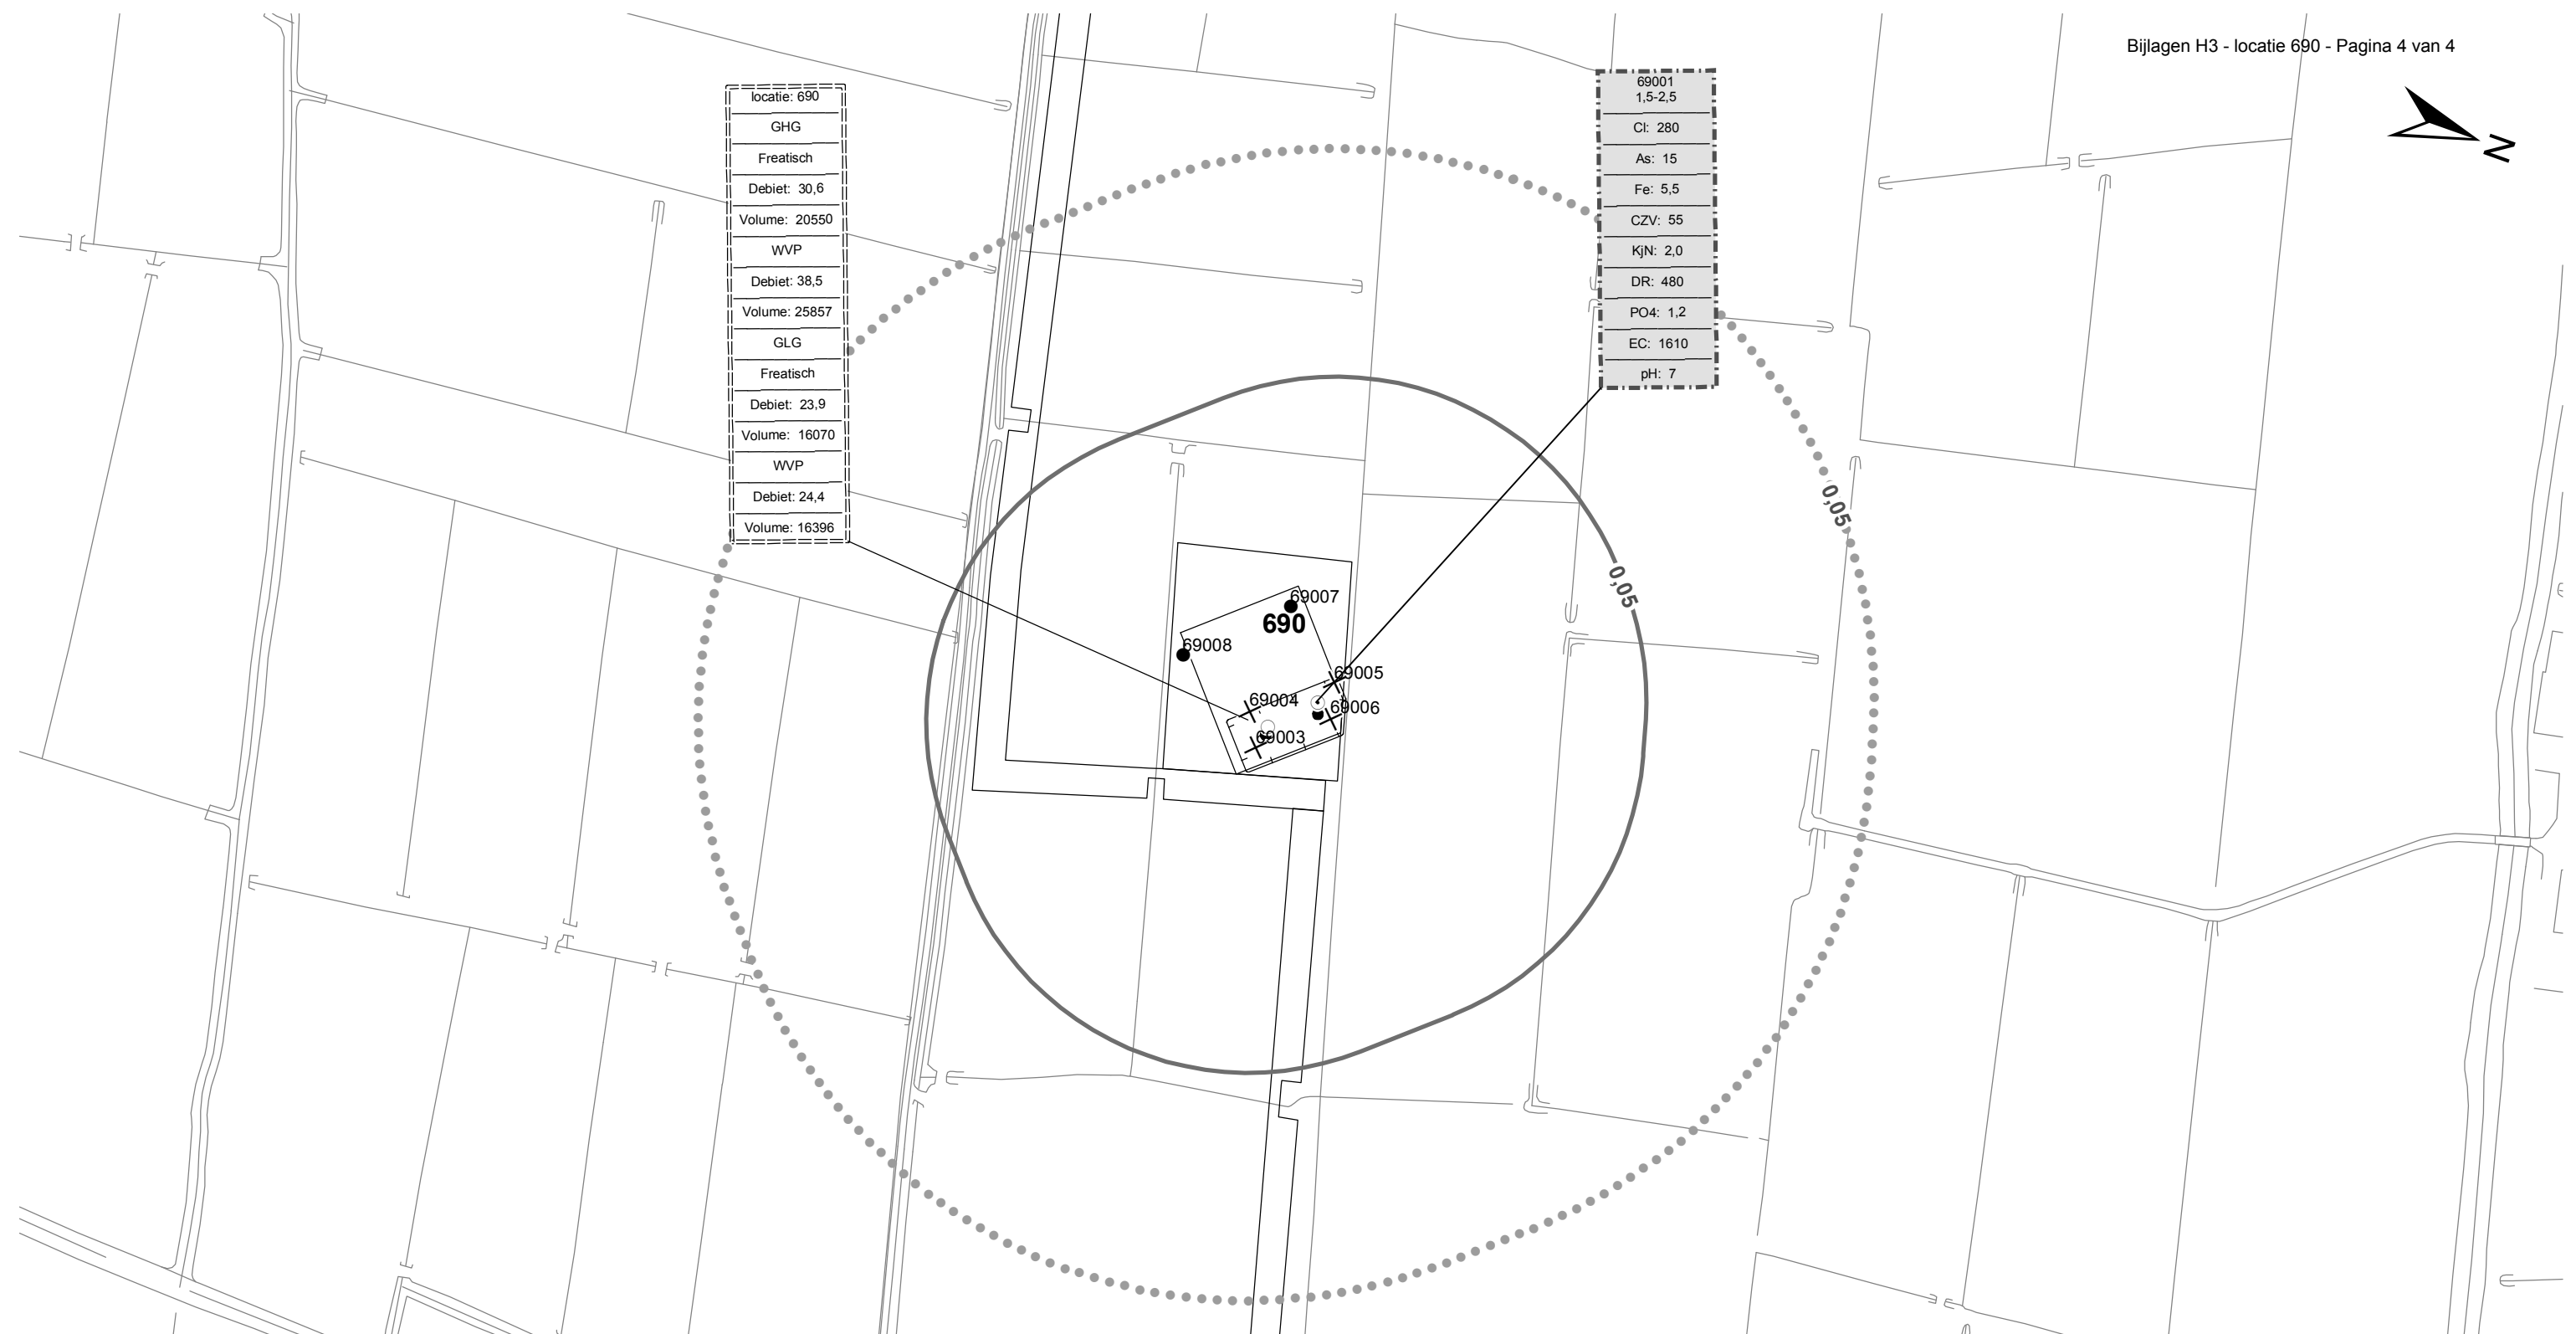 Bijlagen H3 - locatie 690 - Pagina 4 van 4
N
locatie: 690
GHG
Freatisch
Debiet: 30,6
Volume: 20550
WVP
Debiet: 38,5
Volume: 25857
GLG
Freatisch
Debiet: 23,9
Volume: 16070
WVP
Debiet: 24,4
Volume: 16396
69001
1,5-2,5
Cl: 280
As: 15
Fe: 5,5
CZV: 55
KjN: 2,0
DR: 480
PO4: 1,2
EC: 1610
pH: 7
0,05
0,05
69007
690
69008
69005
69004
69006
69003